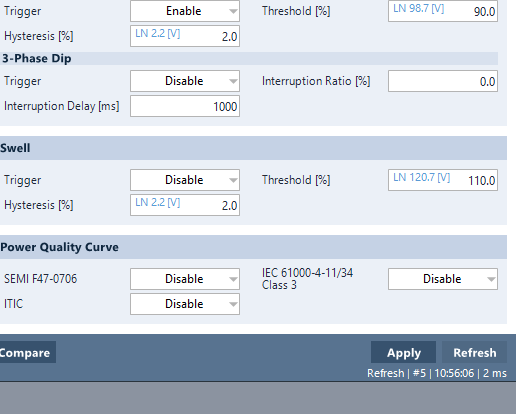 Trigger Enable Threshold [%] LN 98.7 [V] 90.0
Hysteresis [%] LN 2.2 [V] 2.0
3-Phase Dip
Trigger Disable Interruption Ratio [%] 0.0
Interruption Delay [ms] 1000
Swell
Trigger Disable Threshold [%] LN 120.7 [V] 110.0
Hysteresis [%] LN 2.2 [V] 2.0
Power Quality Curve
SEMI F47-0706 Disable IEC 61000-4-11/34 Disable
Class 3
ITIC Disable
Compare Apply Refresh
Refresh | #5 | 10:56:06 | 2 ms